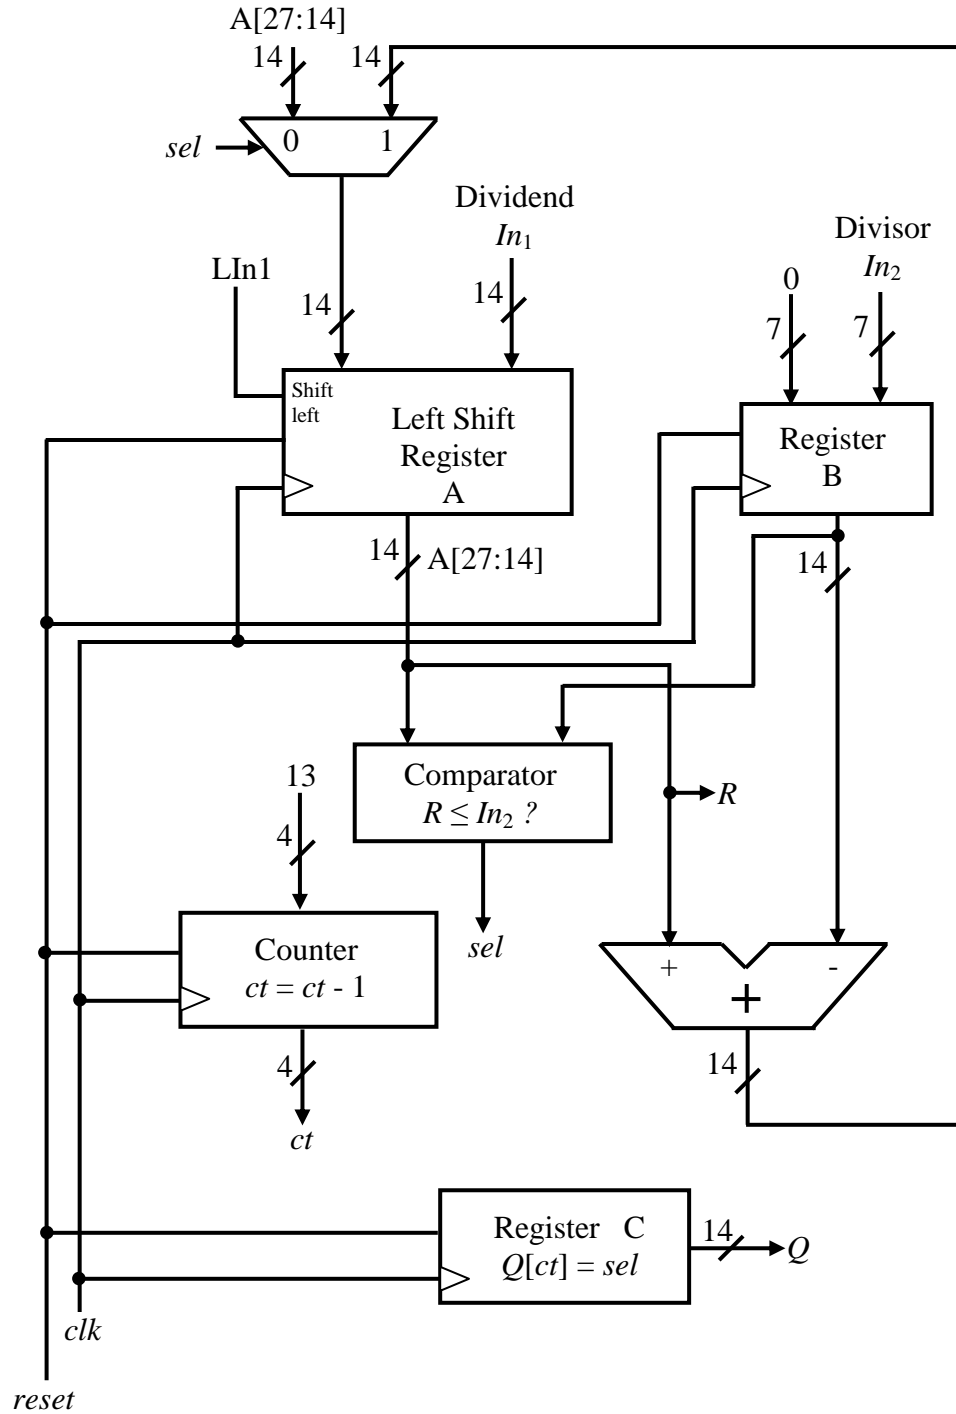 A[27:14]
14
14
0
1
sel
Dividend
In1
Divisor
In2
LIn1
0
14
14
7
7
Shift
left
Left Shift
Register
A
Register
B
14
A[27:14]
14
Comparator
R ≤ In2 ?
R
13
4
sel
Counter
ct = ct - 1
+
-
+
4
14
ct
Register C
Q[ct] = sel
14
Q
clk
reset